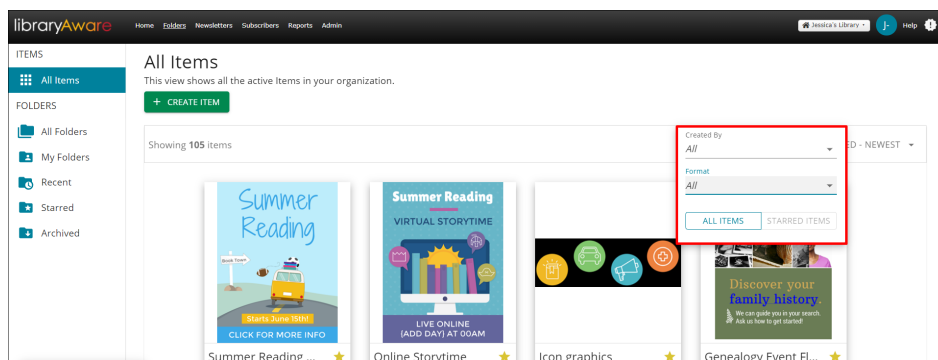 libraryAware
Home Folders Newsletters Subscribers Reports Admin
Jessica's Library
J-
Help
ITEMS
All Items
FOLDERS
All Folders
My Folders
Recent
Starred
Archived
All Items
This view shows all the active Items in your organization.
+ CREATE ITEM
Showing 105 items
Created By
All
Format
All
ALL ITEMS STARRED ITEMS
ED - NEWEST
Summer
Reading
Book Town
Starts June 15th!
CLICK FOR MORE INFO
Summer Reading ...
Summer Reading
VIRTUAL STORYTIME
LIVE ONLINE
(ADD DAY) AT 00AM
Online Storytime
Icon graphics
Discover your
family history.
We can guide you in your search.
Ask us how to get started!
Genealogy Event Fl...